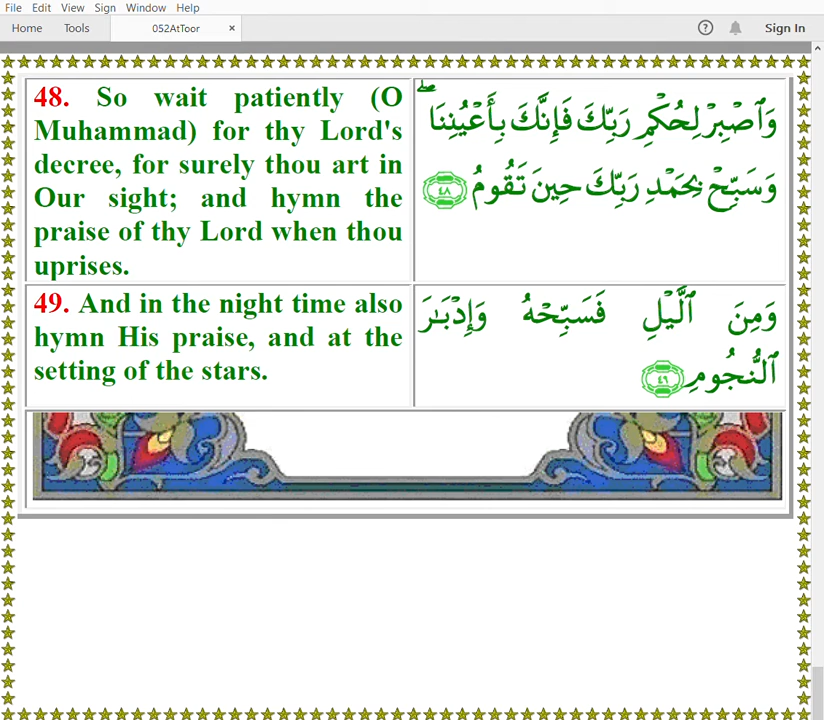 File Edit View Sign Window Help
Home Tools 052AtToor × ? Sign In
48. So wait patiently (O
Muhammad) for thy Lord's
decree, for surely thou art in
Our sight; and hymn the
praise of thy Lord when thou
uprises.
وَٱصۡبِرۡ لِحُكۡمِ رَبِّكَ فَإِنَّكَ بِأَعۡيُنِنَاۖ
وَسَبِّحۡ بِحَمۡدِ رَبِّكَ حِينَ تَقُومُ ٤٨
49. And in the night time also
hymn His praise, and at the
setting of the stars.
وَمِنَ ٱلَّيۡلِ فَسَبِّحۡهُ وَإِدۡبَـٰرَ
ٱلنُّجُومِ ٤٩